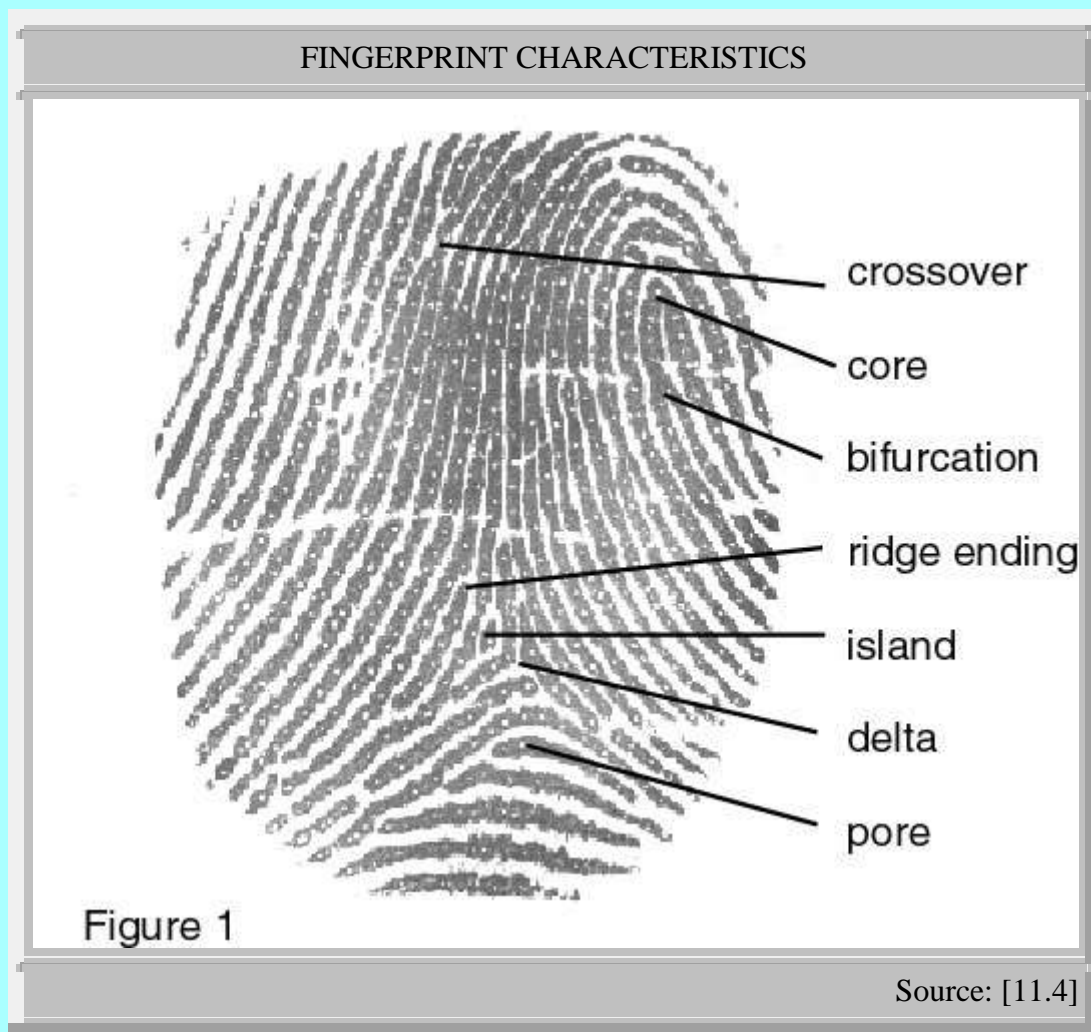 FINGERPRINT CHARACTERISTICS
crossover
core
bifurcation
ridge ending
island
delta
pore
Figure 1
Source: [11.4]